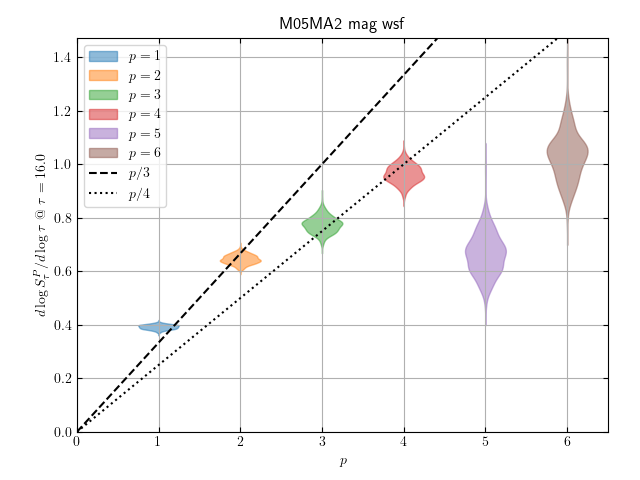 M05MA2 mag wsf
d log S_τ^P / d log τ @ τ = 16.0
1.4
1.2
1.0
0.8
0.6
0.4
0.2
0.0
0 1 2 3 4 5 6
p
p = 1
p = 2
p = 3
p = 4
p = 5
p = 6
p/3
p/4